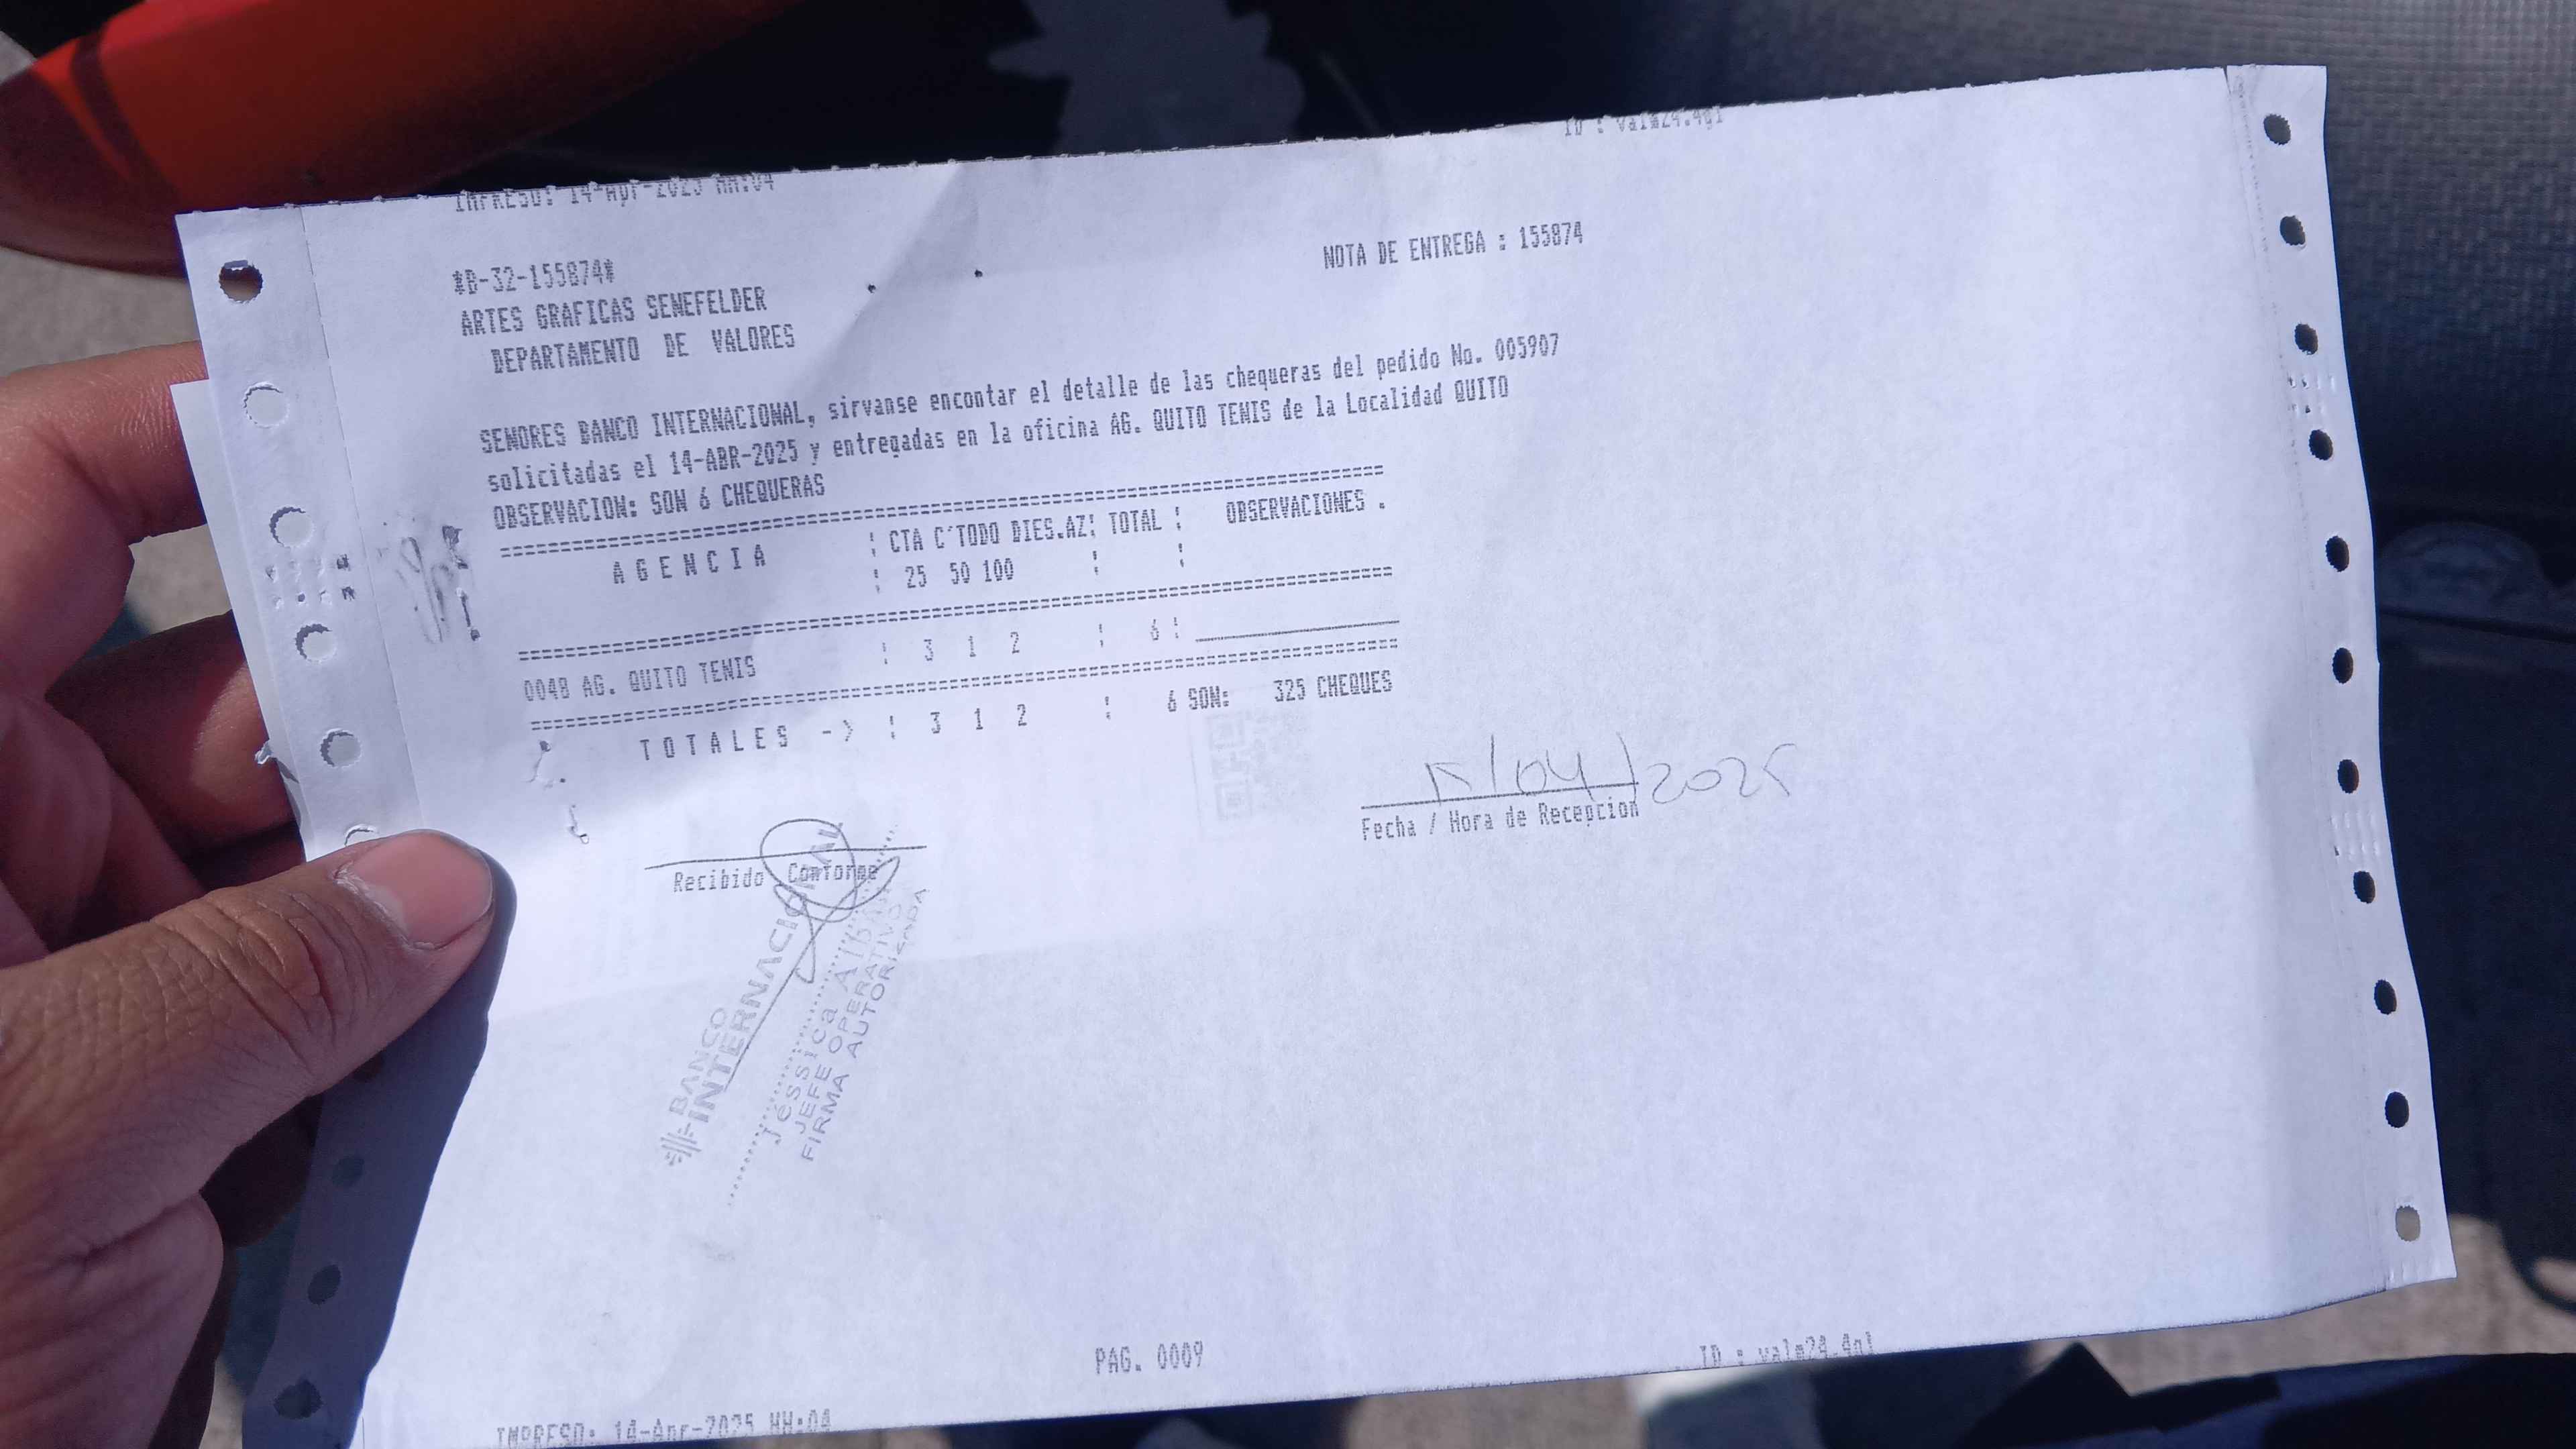 IMPRESO: 14-Apr-2025 HH:04
ID : valm24.4gl
NOTA DE ENTREGA : 155874
*B-32-155874*
ARTES GRAFICAS SENEFELDER
DEPARTAMENTO DE VALORES
SENORES BANCO INTERNACIONAL, sirvanse encontar el detalle de las chequeras del pedido No. 005907
solicitadas el 14-ABR-2025 y entregadas en la oficina AG. QUITO TENIS de la Localidad QUITO
OBSERVACION: SON 6 CHEQUERAS
================================================
A G E N C I A : CTA C'TODO DIES.AZ: TOTAL : OBSERVACIONES .
: 25 50 100 : :
================================================
0048 AG. QUITO TENIS : 3 1 2 : 6 : ____________
================================================
T O T A L E S -> : 3 1 2 : 6 SON: 325 CHEQUES
/04/2025
Fecha / Hora de Recepcion
Recibido Conforme
BANCO
INTERNACIONAL
Jessica
JEFE OPERATIVO
FIRMA AUTORIZADA
PAG. 0009
ID : valm24.4gl
IMPRESO: 14-Apr-2025 HH:04